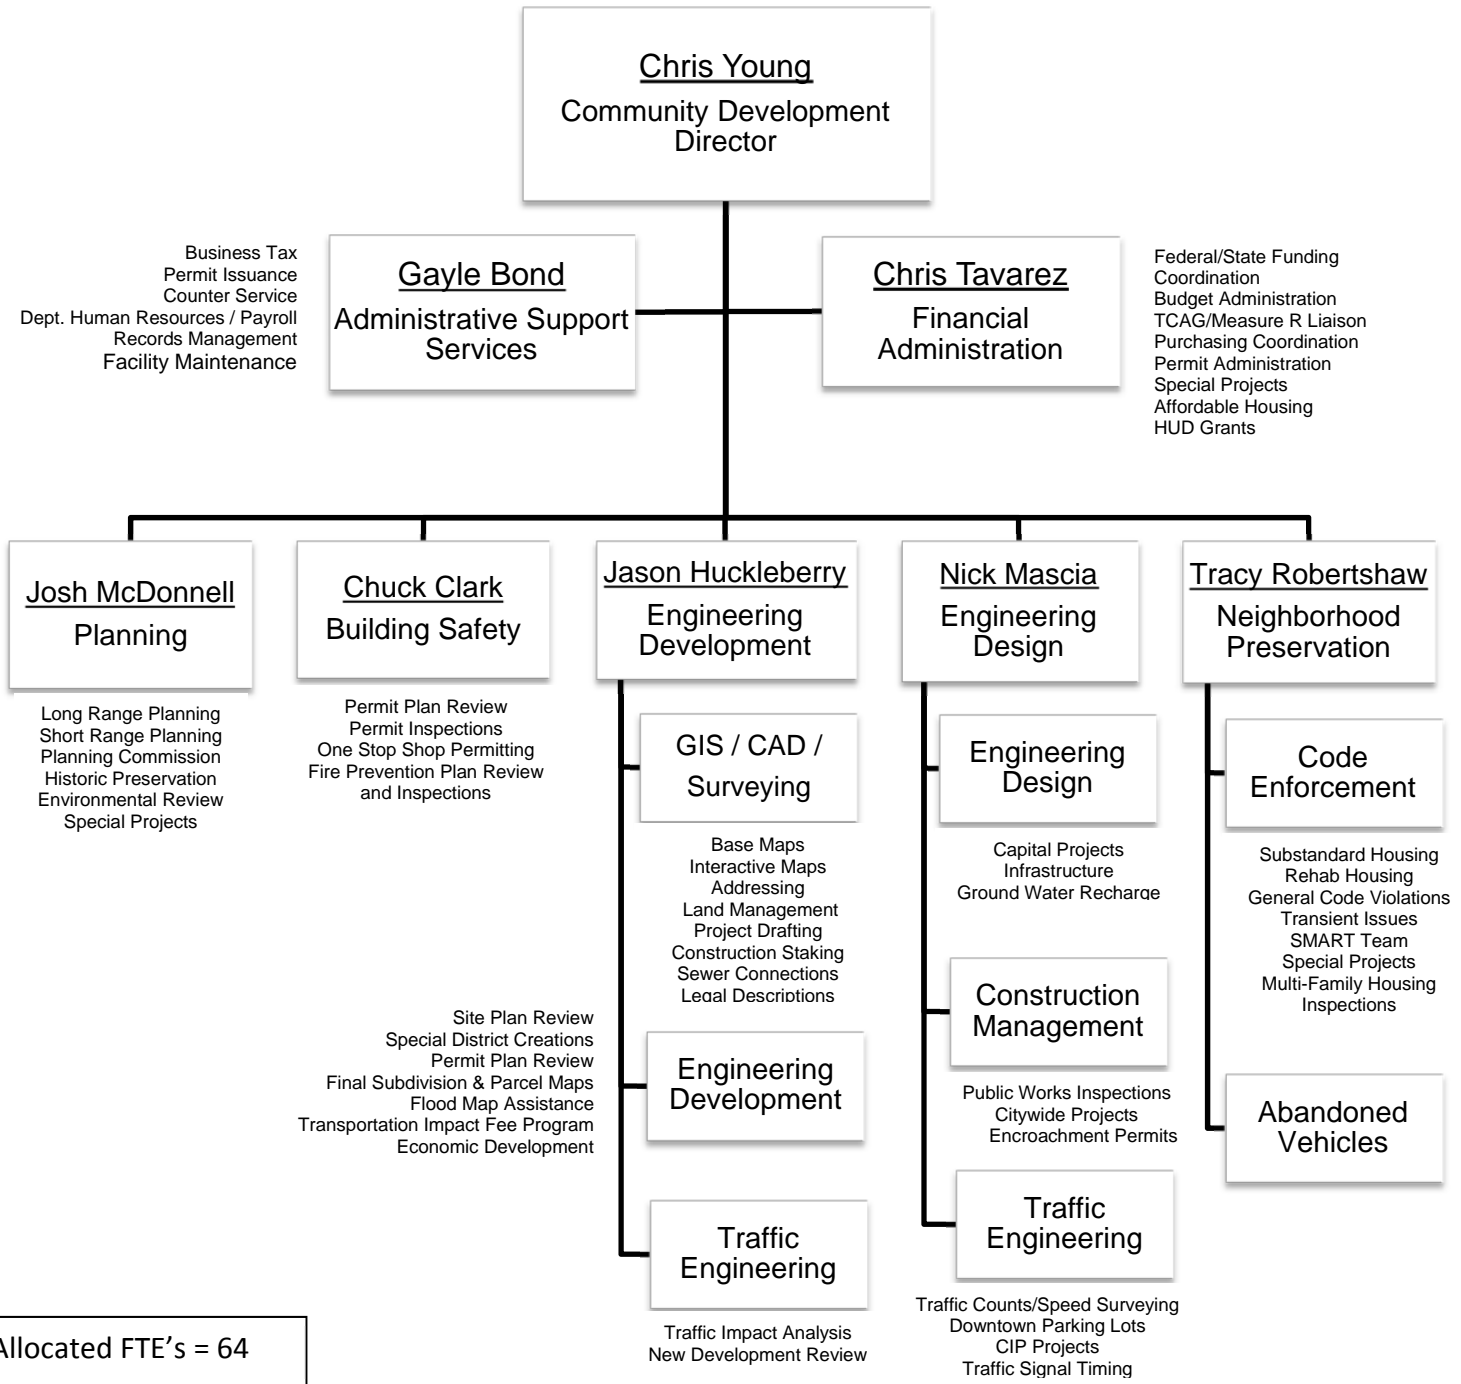 Chris Young
Community Development
Director
Business Tax
Permit Issuance
Counter Service
Dept. Human Resources / Payroll
Records Management
Facility Maintenance
Gayle Bond
Administrative Support
Services
Chris Tavarez
Financial
Administration
Federal/State Funding
Coordination
Budget Administration
TCAG/Measure R Liaison
Purchasing Coordination
Permit Administration
Special Projects
Affordable Housing
HUD Grants
Josh McDonnell
Planning
Long Range Planning
Short Range Planning
Planning Commission
Historic Preservation
Environmental Review
Special Projects
Chuck Clark
Building Safety
Permit Plan Review
Permit Inspections
One Stop Shop Permitting
Fire Prevention Plan Review
and Inspections
Jason Huckleberry
Engineering
Development
GIS / CAD /
Surveying
Base Maps
Interactive Maps
Addressing
Land Management
Project Drafting
Construction Staking
Sewer Connections
Legal Descriptions
Site Plan Review
Special District Creations
Permit Plan Review
Final Subdivision & Parcel Maps
Flood Map Assistance
Transportation Impact Fee Program
Economic Development
Engineering
Development
Traffic
Engineering
Traffic Impact Analysis
New Development Review
Nick Mascia
Engineering
Design
Engineering
Design
Capital Projects
Infrastructure
Ground Water Recharge
Construction
Management
Public Works Inspections
Citywide Projects
Encroachment Permits
Traffic
Engineering
Traffic Counts/Speed Surveying
Downtown Parking Lots
CIP Projects
Traffic Signal Timing
Tracy Robertshaw
Neighborhood
Preservation
Code
Enforcement
Substandard Housing
Rehab Housing
General Code Violations
Transient Issues
SMART Team
Special Projects
Multi-Family Housing
Inspections
Abandoned
Vehicles
Allocated FTE’s = 64